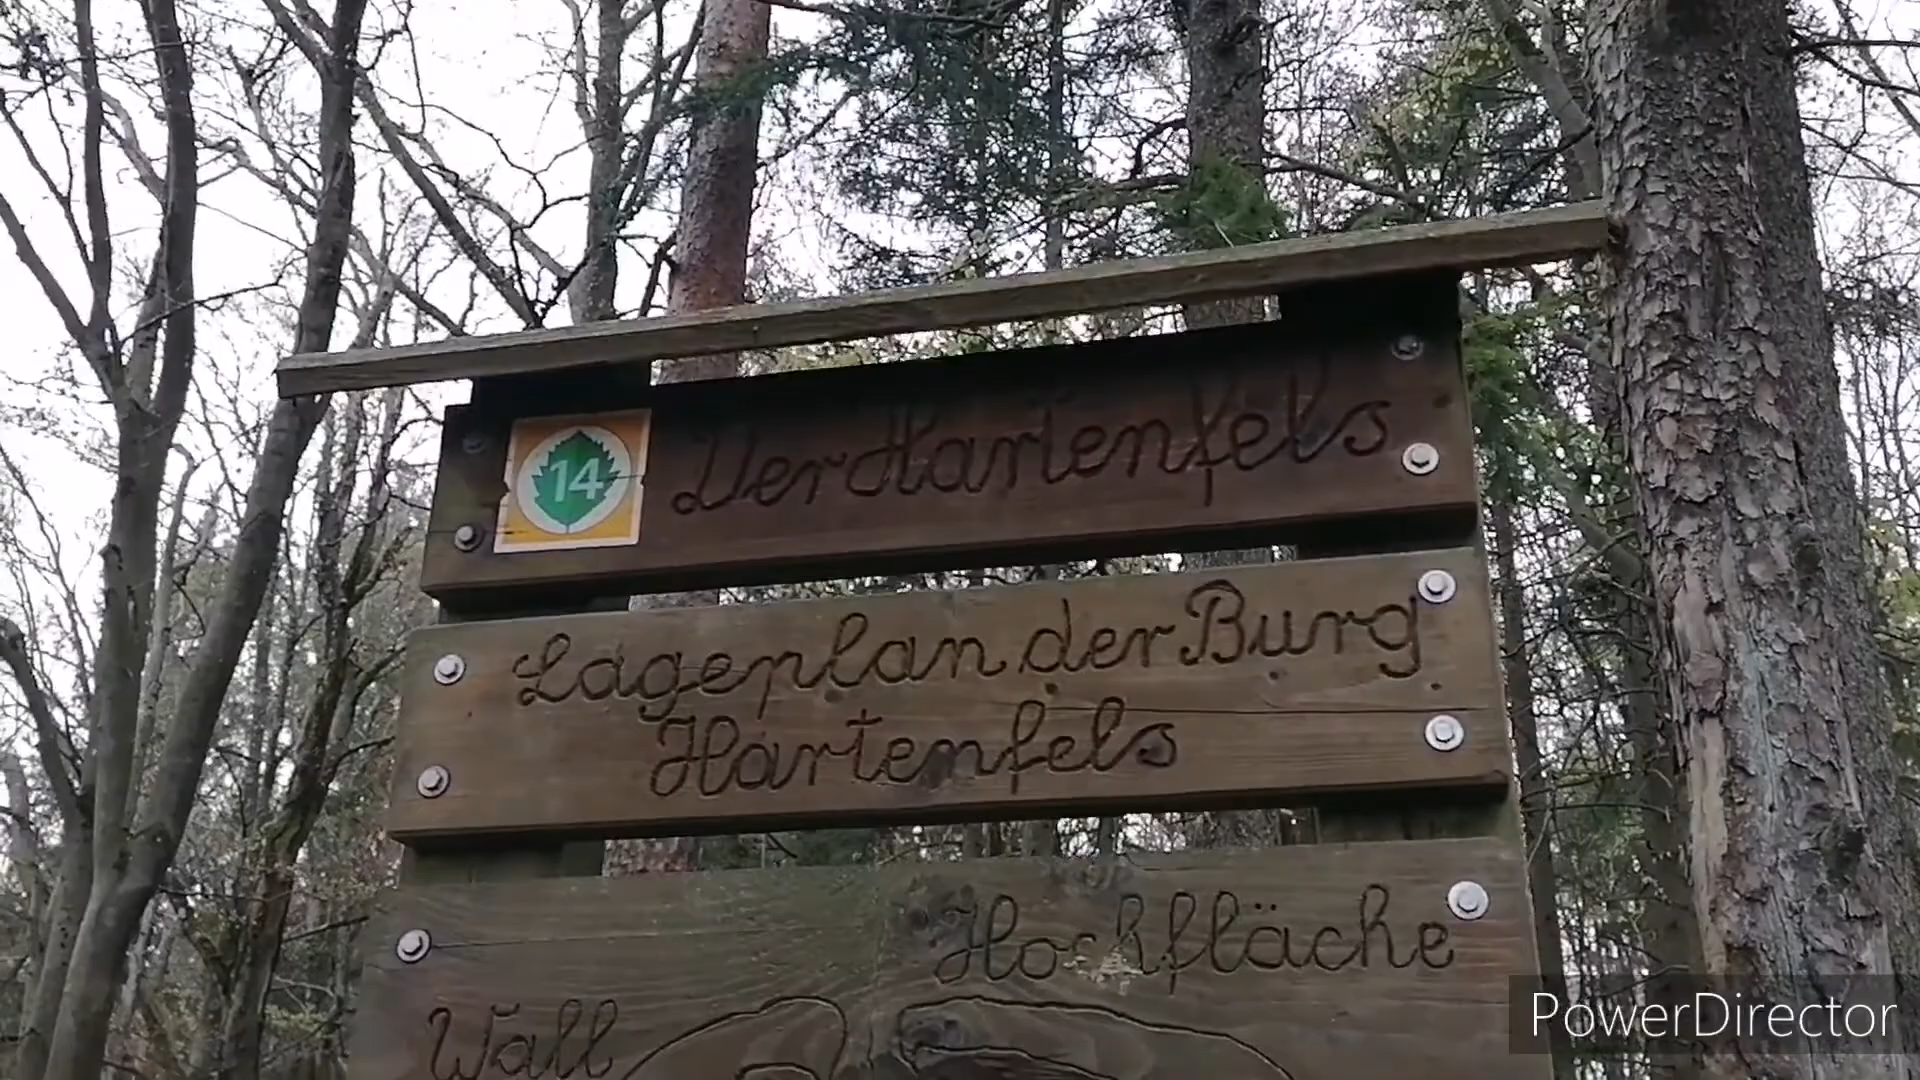 14
Der Hartenfels
Lageplan der Burg
Hartenfels
Hochfläche
Wall
PowerDirector